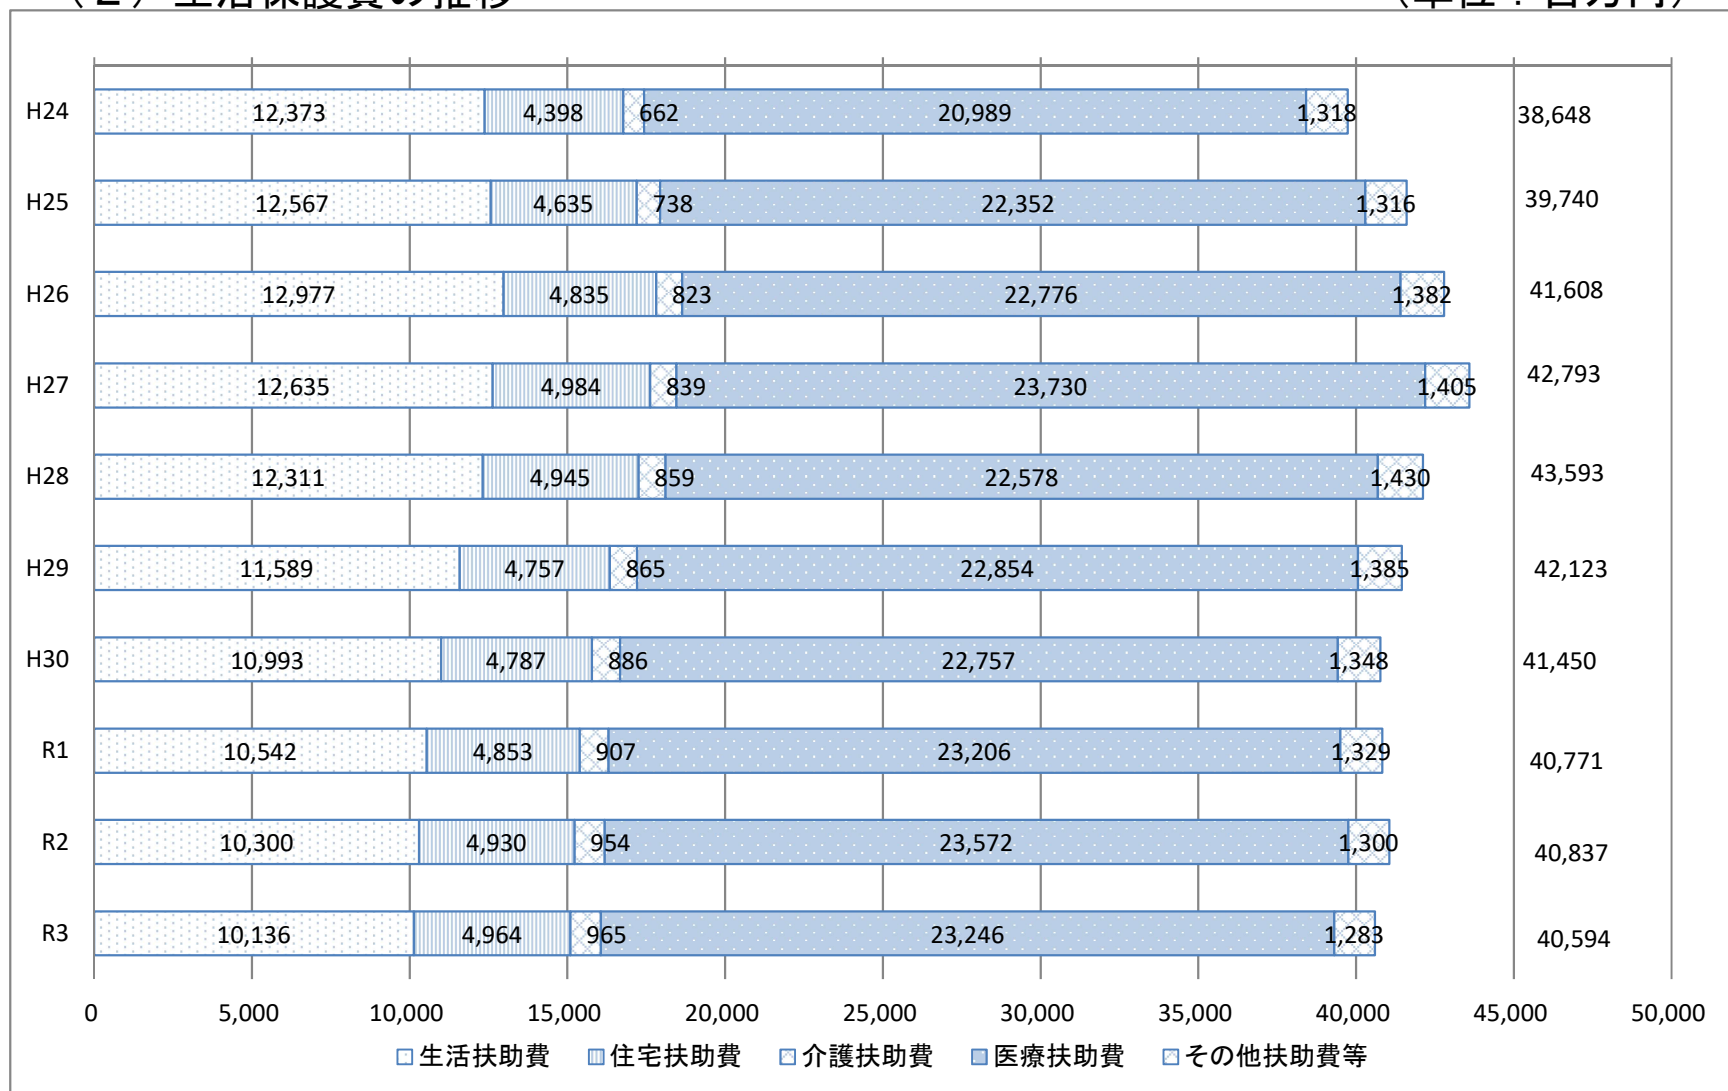 （2）生活保護費の推移 （単位：百万円）
H24 12,373 4,398 662 20,989 1,318 38,648
H25 12,567 4,635 738 22,352 1,316 39,740
H26 12,977 4,835 823 22,776 1,382 41,608
H27 12,635 4,984 839 23,730 1,405 42,793
H28 12,311 4,945 859 22,578 1,430 43,593
H29 11,589 4,757 865 22,854 1,385 42,123
H30 10,993 4,787 886 22,757 1,348 41,450
R1 10,542 4,853 907 23,206 1,329 40,771
R2 10,300 4,930 954 23,572 1,300 40,837
R3 10,136 4,964 965 23,246 1,283 40,594
0 5,000 10,000 15,000 20,000 25,000 30,000 35,000 40,000 45,000 50,000
生活扶助費 住宅扶助費 介護扶助費 医療扶助費 その他扶助費等